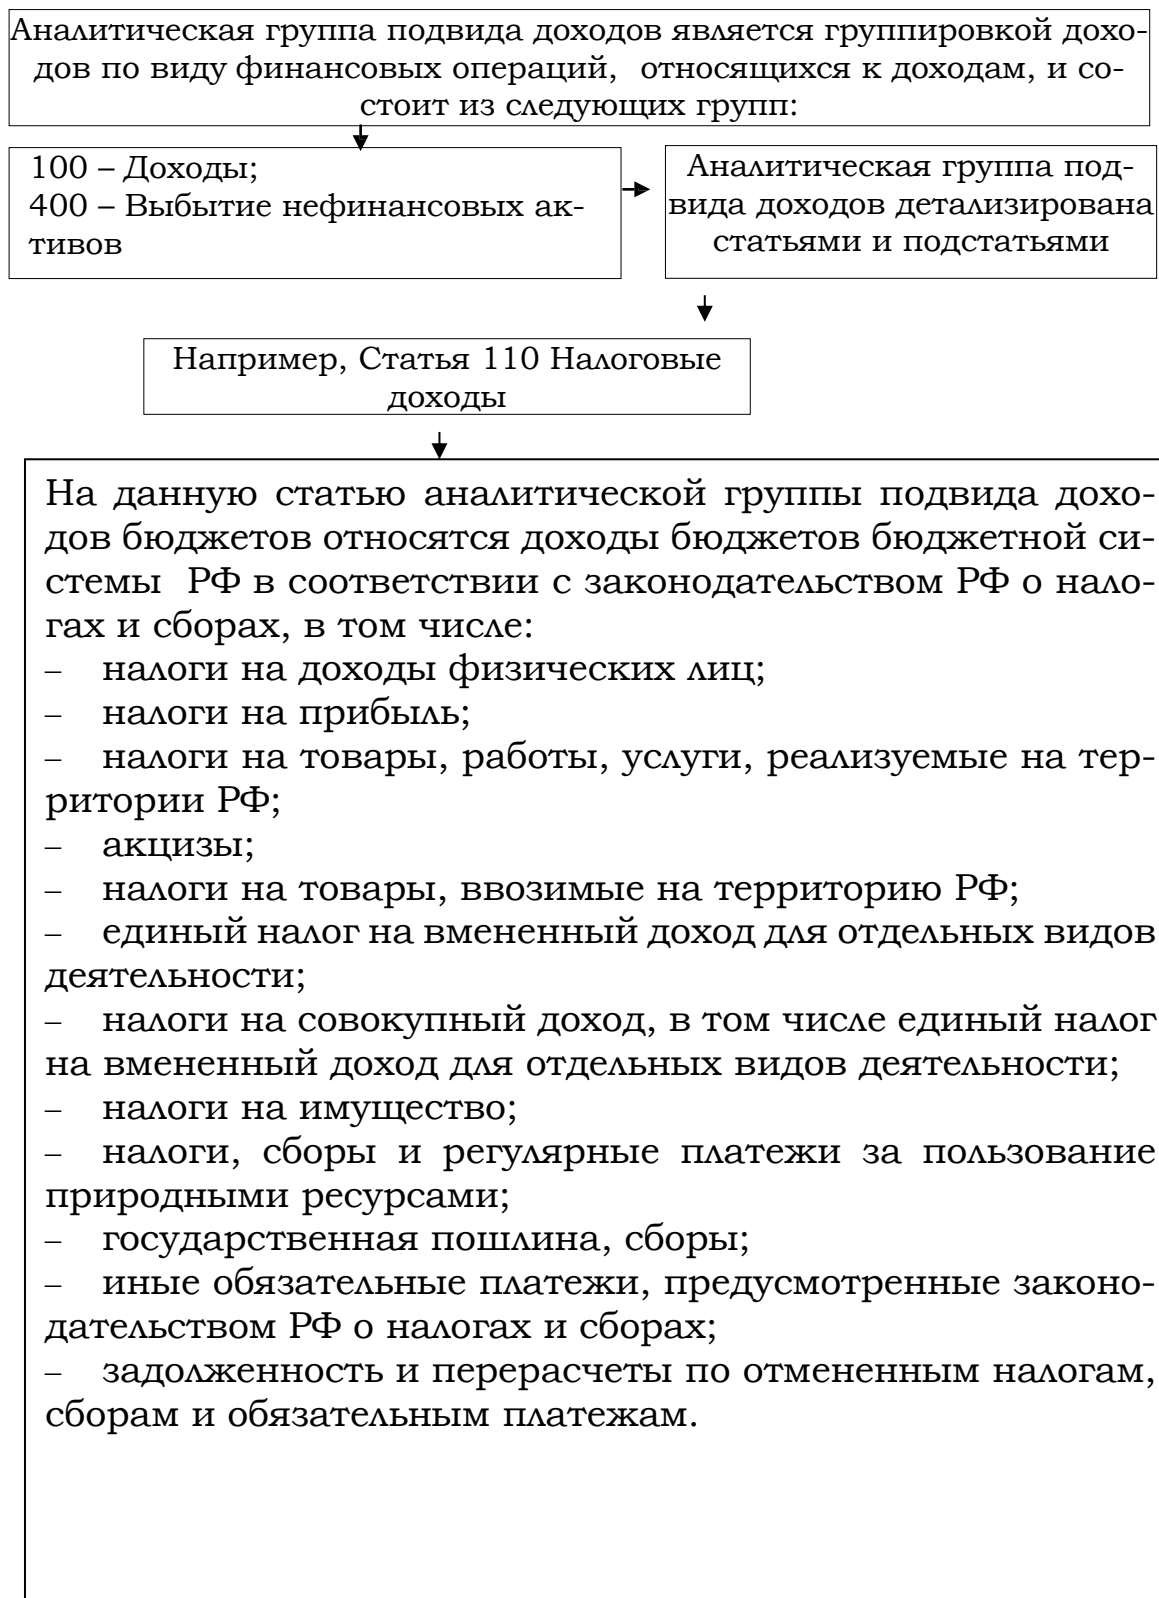 Аналитическая группа подвида доходов является группировкой дохо-
дов по виду финансовых операций, относящихся к доходам, и со-
стоит из следующих групп:
100 – Доходы;
400 – Выбытие нефинансовых ак-
тивов
Аналитическая группа под-
вида доходов детализирована
статьями и подстатьями
Например, Статья 110 Налоговые
доходы
На данную статью аналитической группы подвида дохо-
дов бюджетов относятся доходы бюджетов бюджетной си-
стемы РФ в соответствии с законодательством РФ о нало-
гах и сборах, в том числе:
– налоги на доходы физических лиц;
– налоги на прибыль;
– налоги на товары, работы, услуги, реализуемые на тер-
ритории РФ;
– акцизы;
– налоги на товары, ввозимые на территорию РФ;
– единый налог на вмененный доход для отдельных видов
деятельности;
– налоги на совокупный доход, в том числе единый налог
на вмененный доход для отдельных видов деятельности;
– налоги на имущество;
– налоги, сборы и регулярные платежи за пользование
природными ресурсами;
– государственная пошлина, сборы;
– иные обязательные платежи, предусмотренные законо-
дательством РФ о налогах и сборах;
– задолженность и перерасчеты по отмененным налогам,
сборам и обязательным платежам.